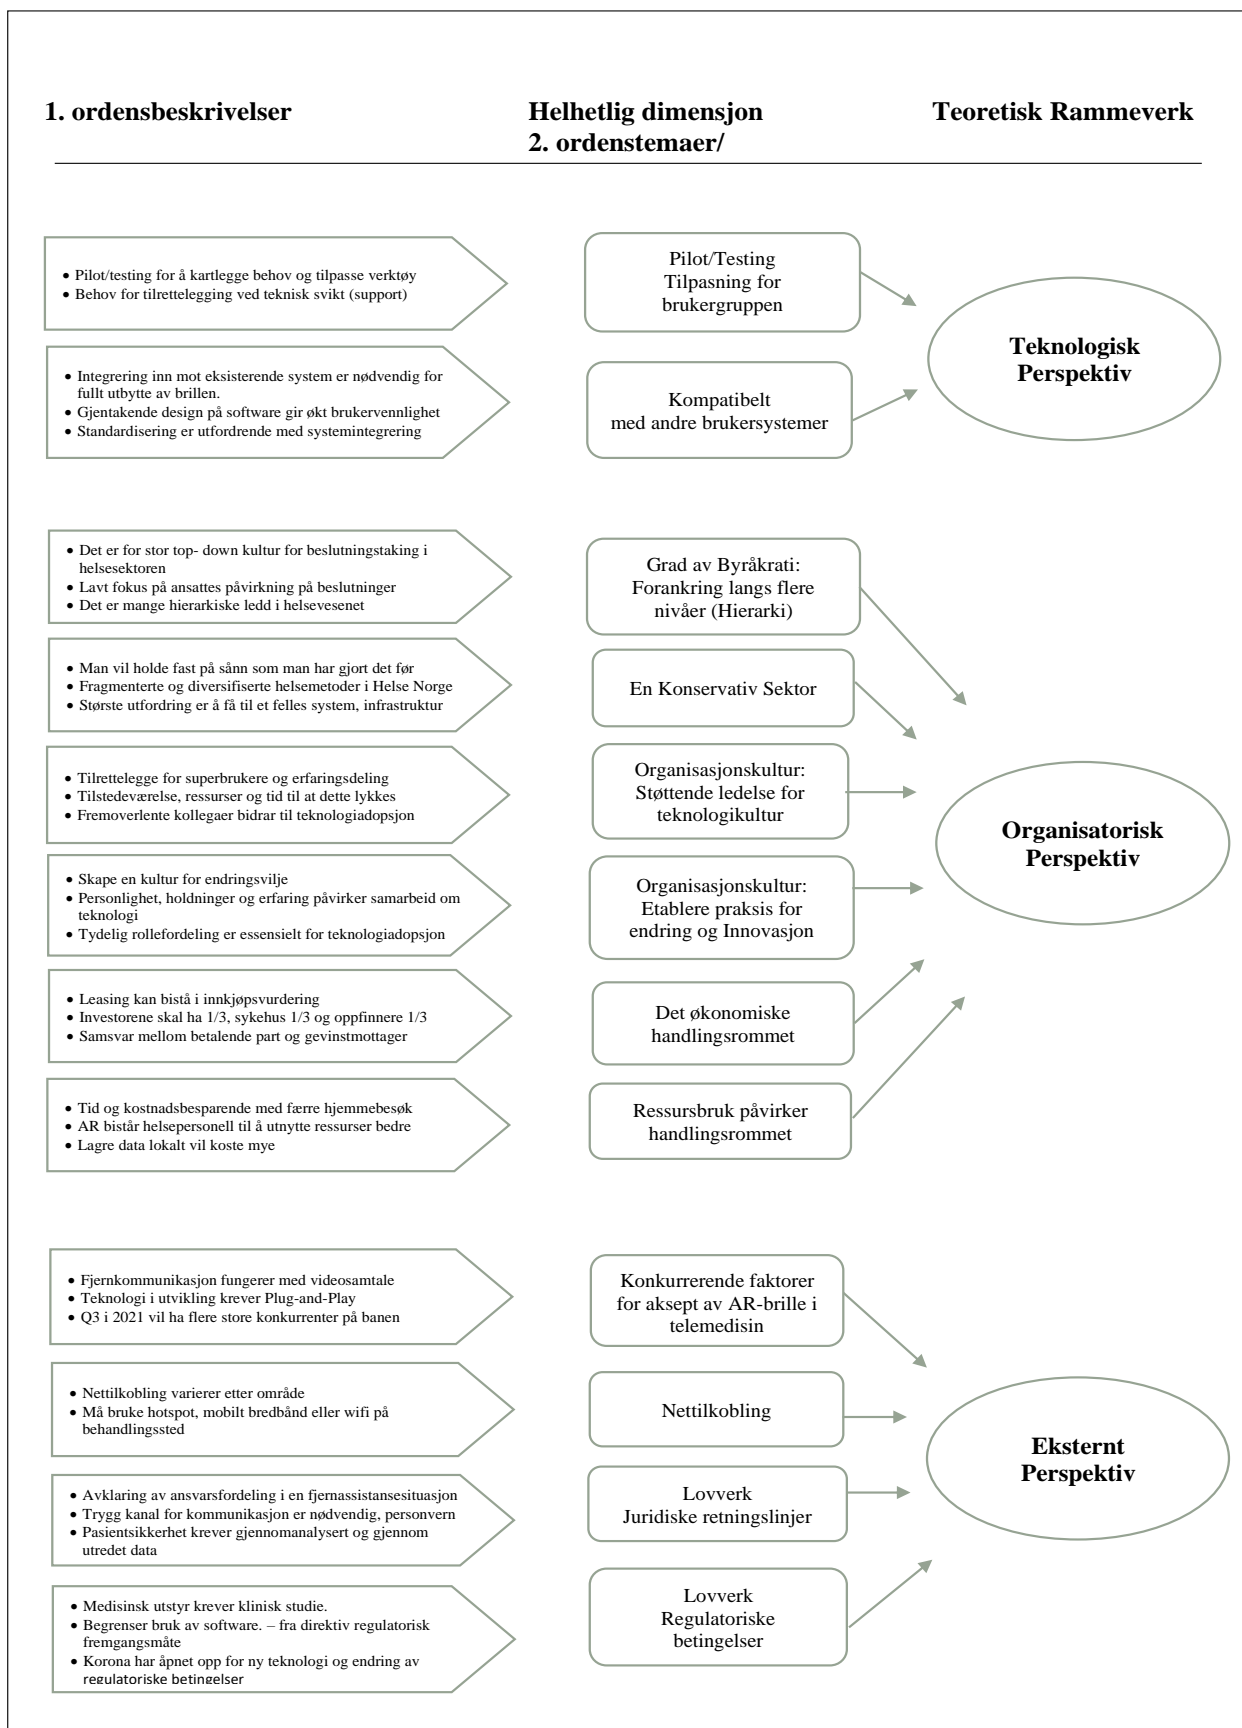 1. ordensbeskrivelser
Helhetlig dimensjon
2. ordenstemaer/
Teoretisk Rammeverk
• Pilot/testing for å kartlegge behov og tilpasse verktøy
• Behov for tilrettelegging ved teknisk svikt (support)
Pilot/Testing
Tilpasning for
brukergruppen
• Integrering inn mot eksisterende system er nødvendig for
fullt utbytte av brillen.
• Gjentakende design på software gir økt brukervennlighet
• Standardisering er utfordrende med systemintegrering
Kompatibelt
med andre brukersystemer
Teknologisk
Perspektiv
• Det er for stor top- down kultur for beslutningstaking i
helsesektoren
• Lavt fokus på ansattes påvirkning på beslutninger
• Det er mange hierarkiske ledd i helsevesenet
Grad av Byråkrati:
Forankring langs flere
nivåer (Hierarki)
• Man vil holde fast på sånn som man har gjort det før
• Fragmenterte og diversifiserte helsemetoder i Helse Norge
• Største utfordring er å få til et felles system, infrastruktur
En Konservativ Sektor
• Tilrettelegge for superbrukere og erfaringsdeling
• Tilstedeværelse, ressurser og tid til at dette lykkes
• Fremoverlente kollegaer bidrar til teknologiadopsjon
Organisasjonskultur:
Støttende ledelse for
teknologikultur
• Skape en kultur for endringsvilje
• Personlighet, holdninger og erfaring påvirker samarbeid om
teknologi
• Tydelig rollefordeling er essensielt for teknologiadopsjon
Organisasjonskultur:
Etablere praksis for
endring og Innovasjon
• Leasing kan bistå i innkjøpsvurdering
• Investorene skal ha 1/3, sykehus 1/3 og oppfinnere 1/3
• Samsvar mellom betalende part og gevinstmottager
Det økonomiske
handlingsrommet
• Tid og kostnadsbesparende med færre hjemmebesøk
• AR bistår helsepersonell til å utnytte ressurser bedre
• Lagre data lokalt vil koste mye
Ressursbruk påvirker
handlingsrommet
Organisatorisk
Perspektiv
• Fjernkommunikasjon fungerer med videosamtale
• Teknologi i utvikling krever Plug-and-Play
• Q3 i 2021 vil ha flere store konkurrenter på banen
Konkurrerende faktorer
for aksept av AR-brille i
telemedisin
• Nettilkobling varierer etter område
• Må bruke hotspot, mobilt bredbånd eller wifi på
behandlingssted
Nettilkobling
• Avklaring av ansvarsfordeling i en fjernassistansesituasjon
• Trygg kanal for kommunikasjon er nødvendig, personvern
• Pasientsikkerhet krever gjennomanalysert og gjennom
utredet data
Lovverk
Juridiske retningslinjer
• Medisinsk utstyr krever klinisk studie.
• Begrenser bruk av software. – fra direktiv regulatorisk
fremgangsmåte
• Korona har åpnet opp for ny teknologi og endring av
regulatoriske betingelser
Lovverk
Regulatoriske
betingelser
Eksternt
Perspektiv